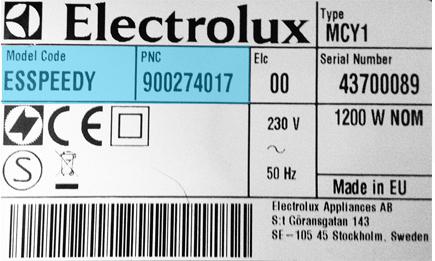 Electrolux
Type
MCY1
Model Code
ESSPEEDY
PNC
900274017
Elc
00
Serial Number
43700089
CE
230 V
~
50 Hz
1200 W NOM
S
Made in EU
Electrolux Appliances AB
S:t Göransgatan 143
SE-105 45 Stockholm, Sweden